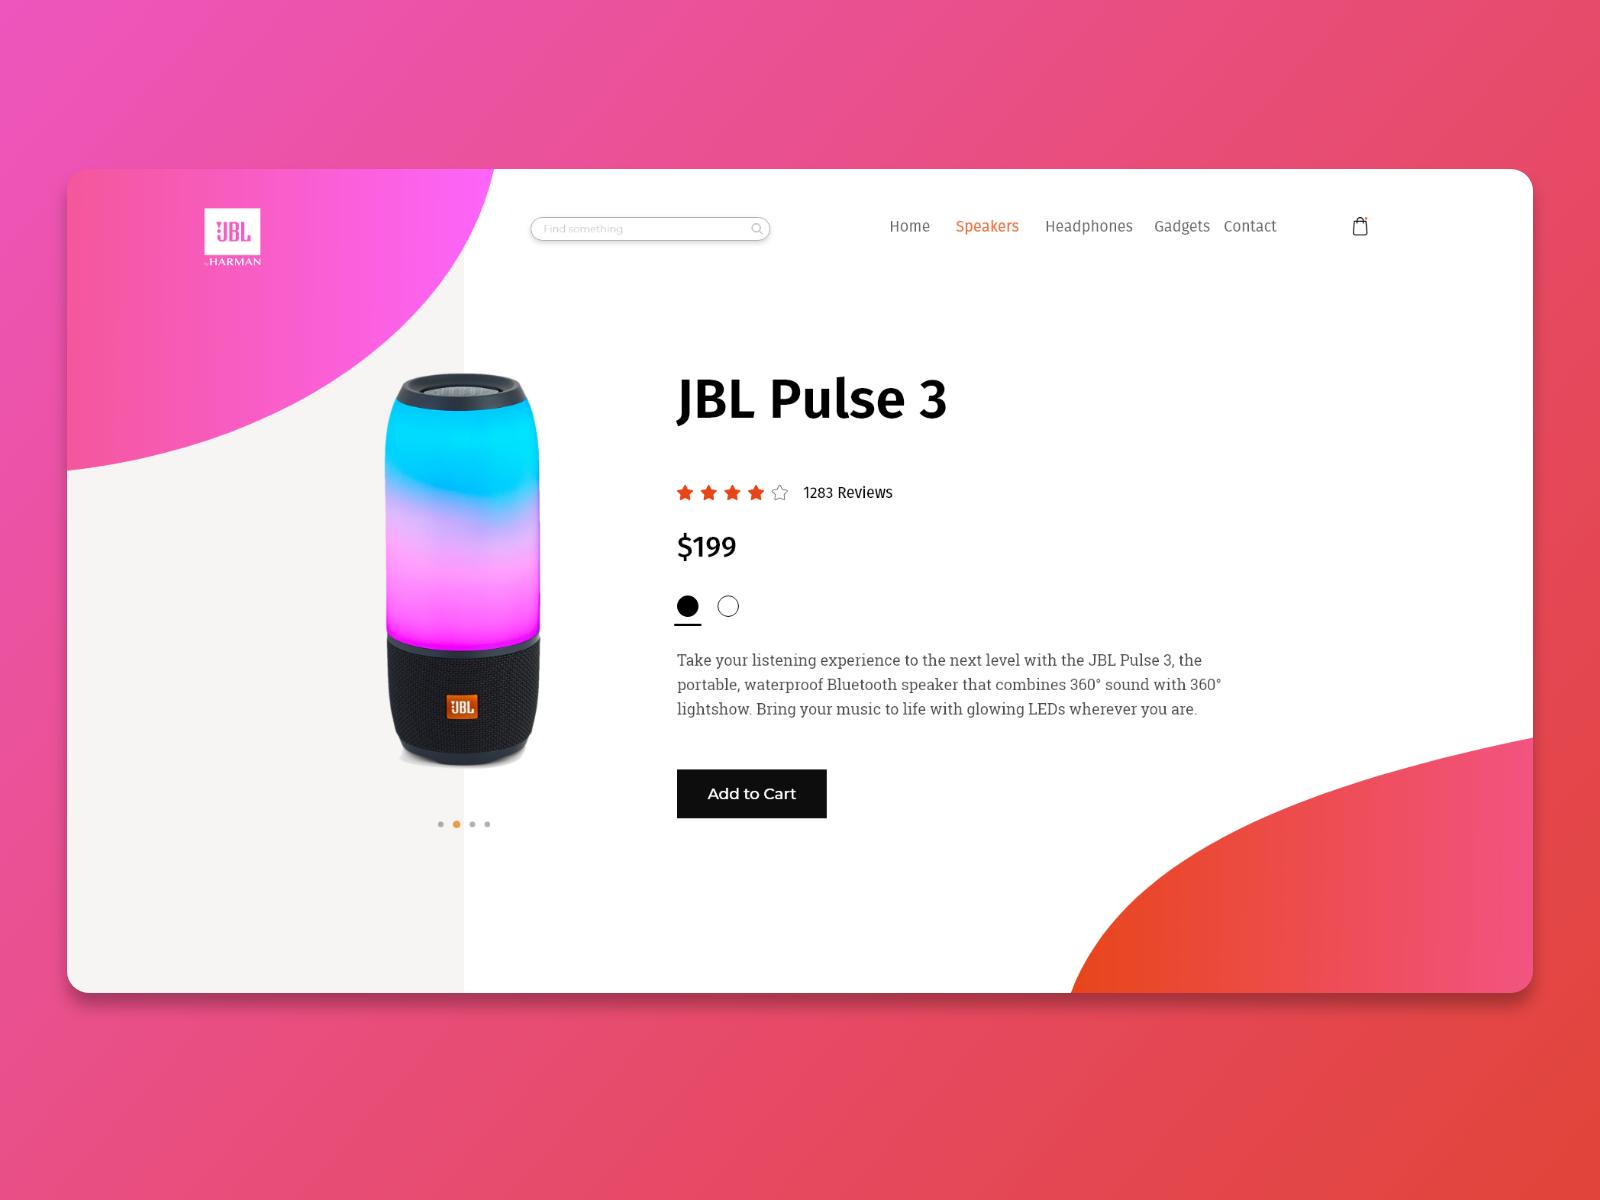 JBL
by HARMAN
Find something
Home Speakers Headphones Gadgets Contact
JBL Pulse 3
1283 Reviews
$199
Take your listening experience to the next level with the JBL Pulse 3, the
portable, waterproof Bluetooth speaker that combines 360° sound with 360°
lightshow. Bring your music to life with glowing LEDs wherever you are.
JBL
Add to Cart